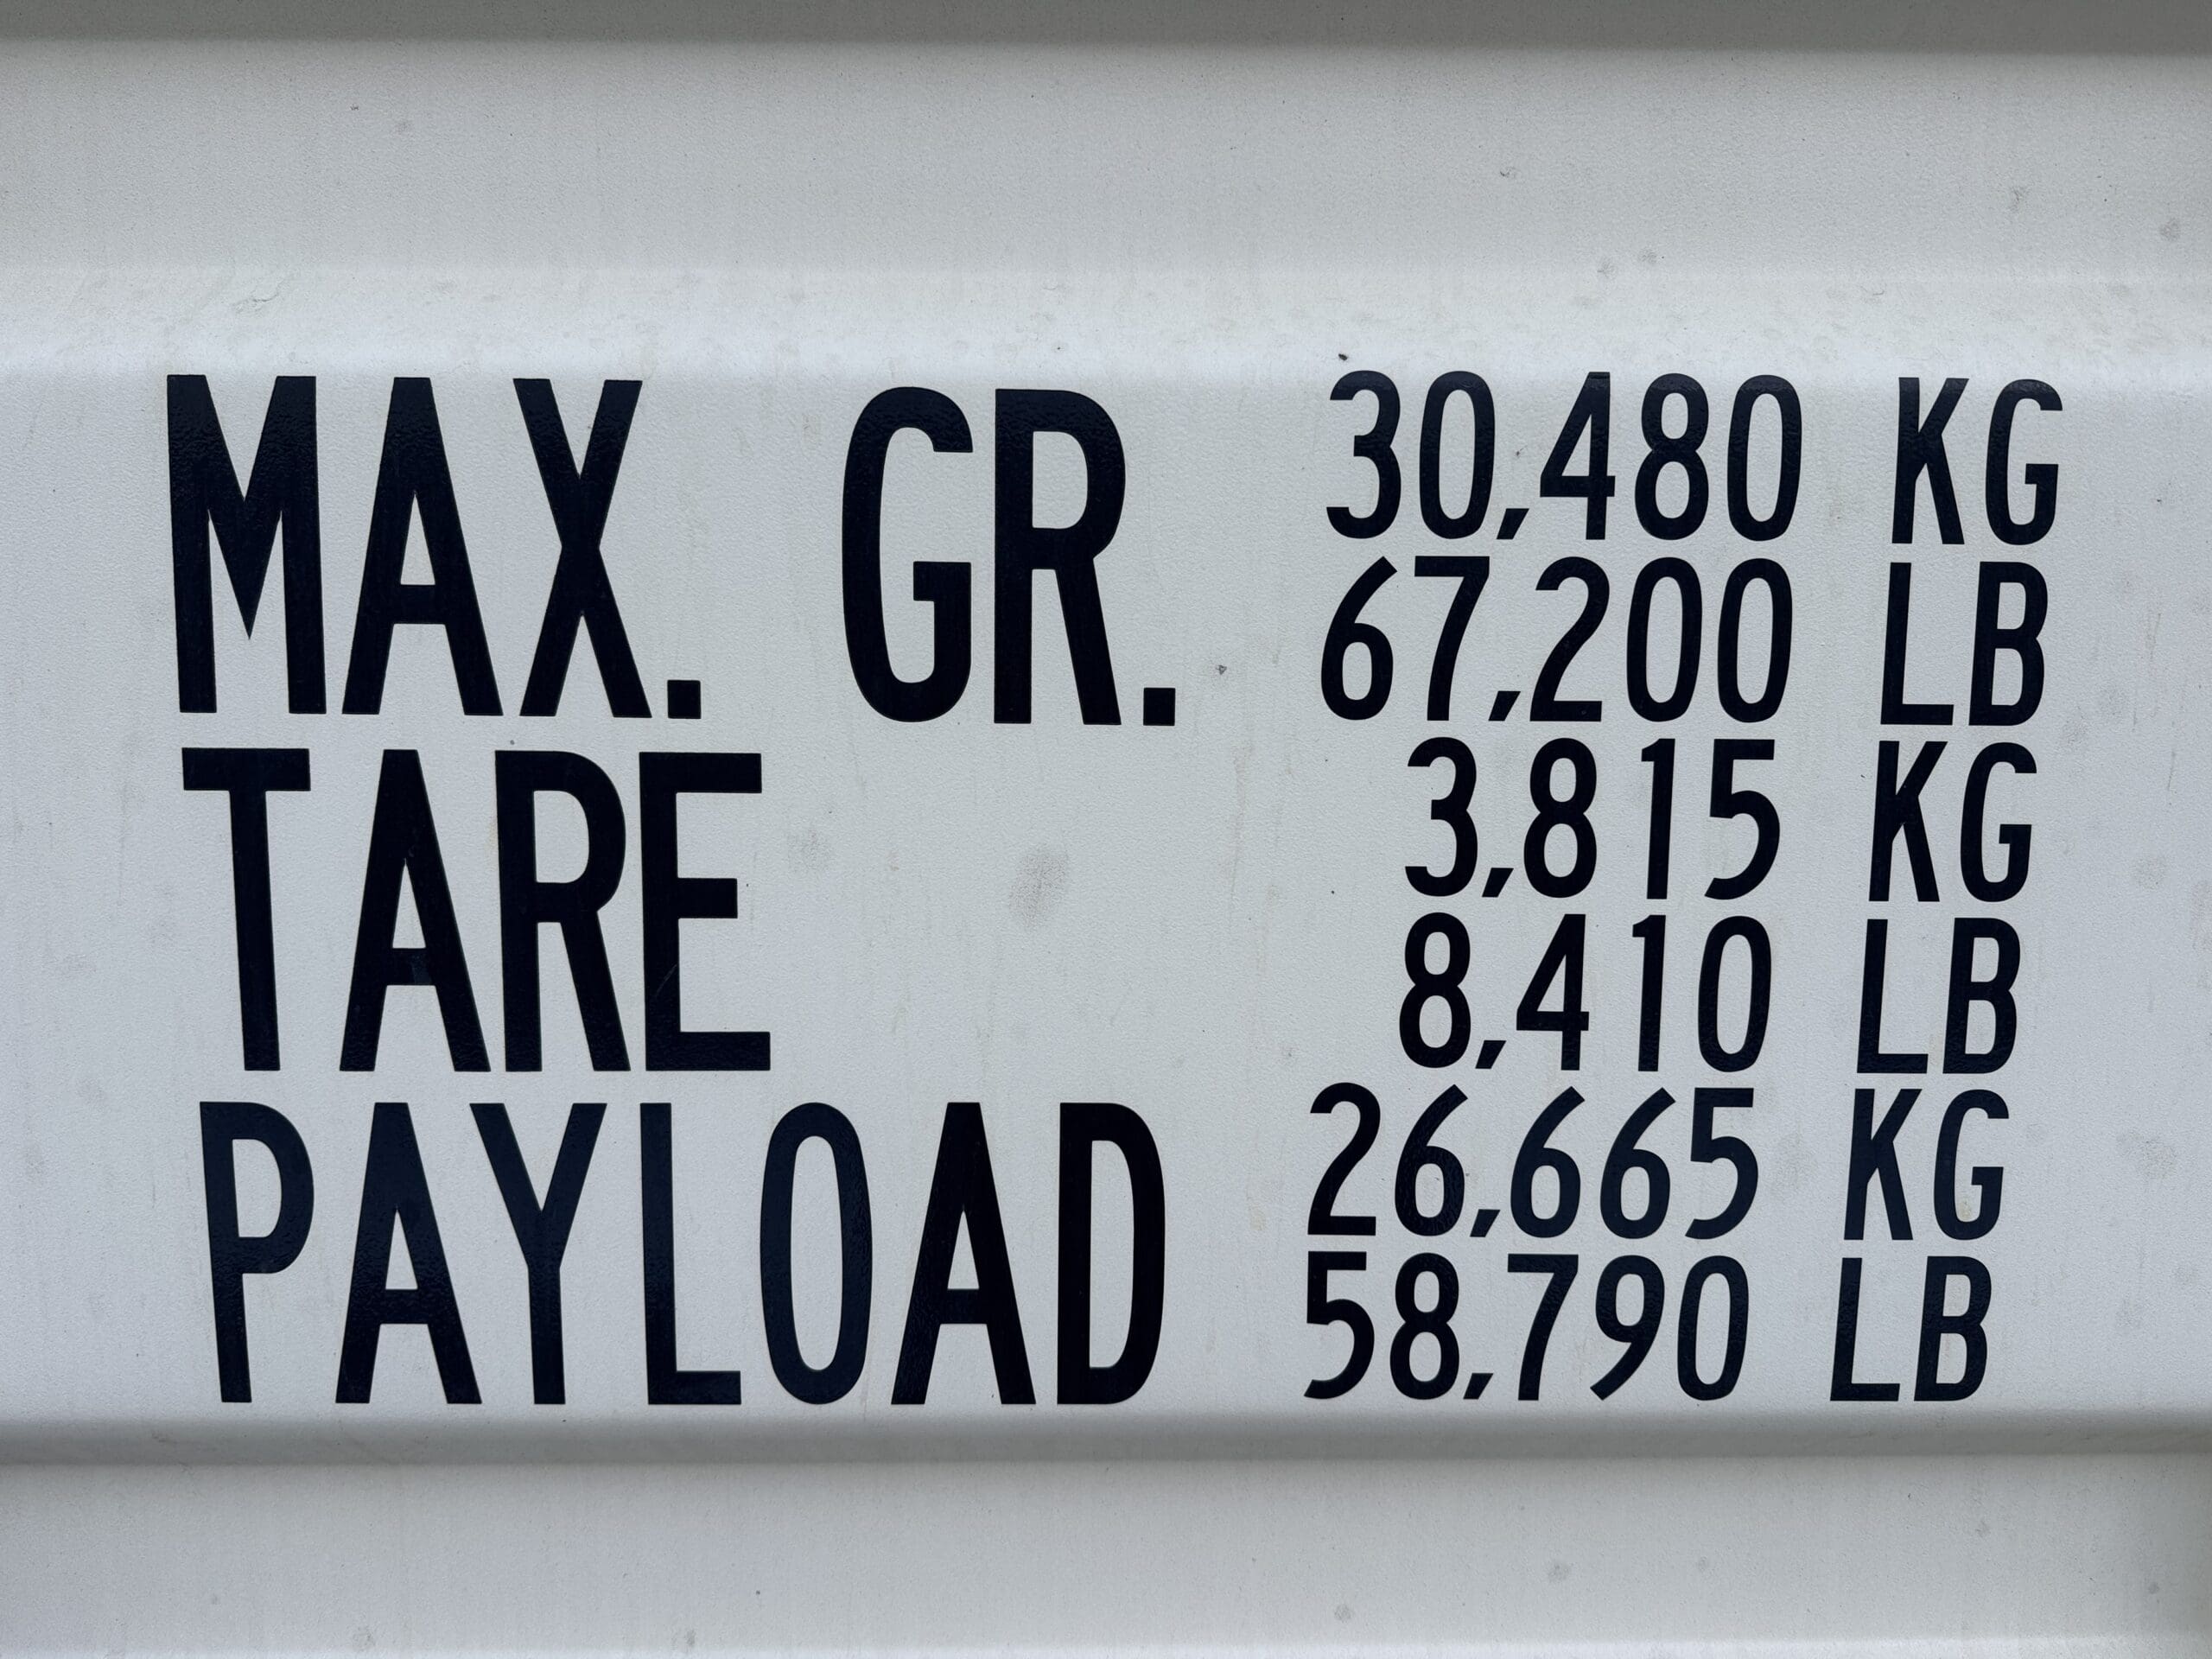 MAX. GR. 30,480 KG
67,200 LB
TARE 3,815 KG
8,410 LB
PAYLOAD 26,665 KG
58,790 LB